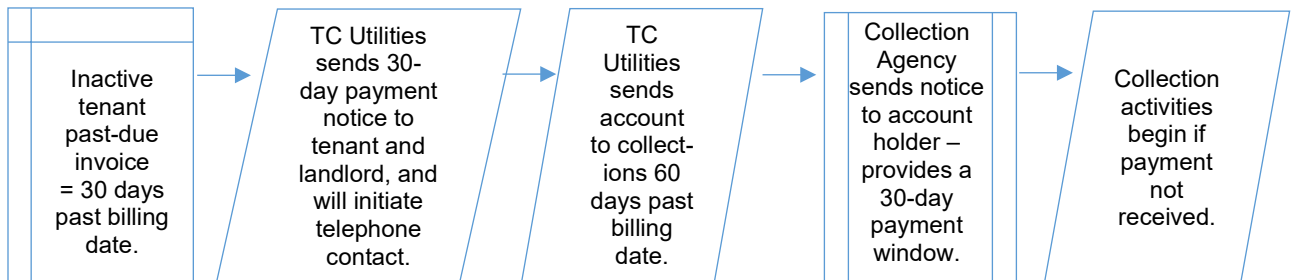 Inactive
tenant
past-due
invoice
= 30 days
past billing
date.
TC Utilities
sends 30-
day payment
notice to
tenant and
landlord, and
will initiate
telephone
contact.
TC
Utilities
sends
account
to collect-
ions 60
days past
billing
date.
Collection
Agency
sends notice
to account
holder –
provides a
30-day
payment
window.
Collection
activities
begin if
payment
not
received.